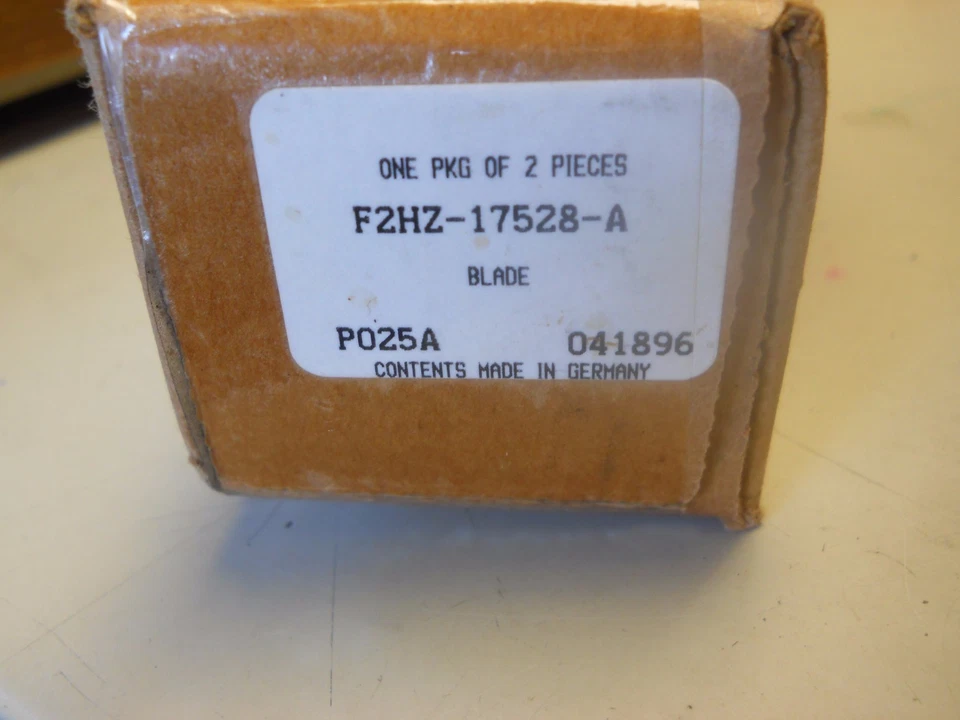 ONE PKG OF 2 PIECES
F2HZ-17528-A
BLADE
P025A 041896
CONTENTS MADE IN GERMANY